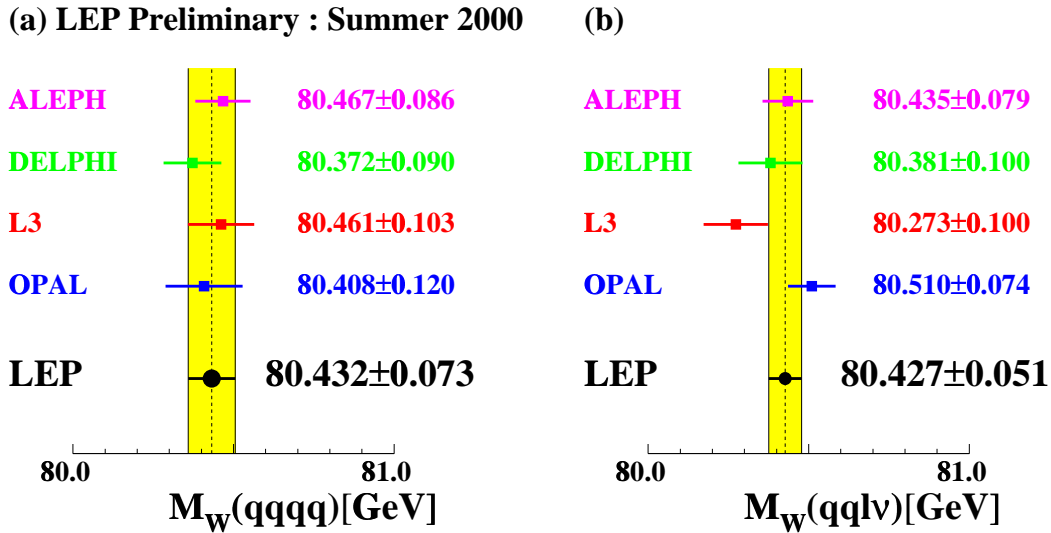 (a) LEP Preliminary : Summer 2000
ALEPH 80.467±0.086
DELPHI 80.372±0.090
L3 80.461±0.103
OPAL 80.408±0.120
LEP 80.432±0.073
80.0 81.0
M_W(qqqq)[GeV]
(b)
ALEPH 80.435±0.079
DELPHI 80.381±0.100
L3 80.273±0.100
OPAL 80.510±0.074
LEP 80.427±0.051
80.0 81.0
M_W(qqlν)[GeV]